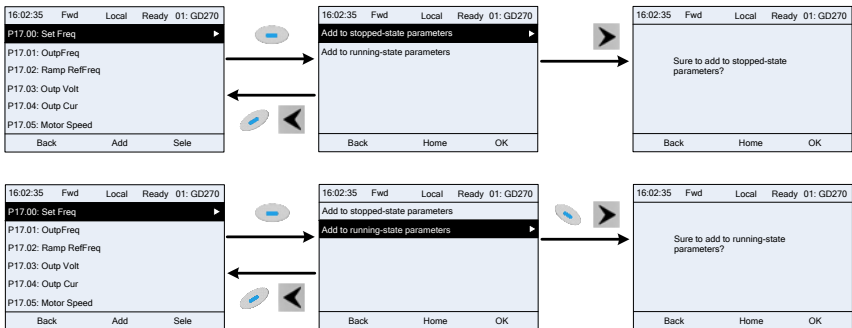 16:02:35 Fwd Local Ready 01: GD270
P17.00: Set Freq
P17.01: OutpFreq
P17.02: Ramp RefFreq
P17.03: Outp Volt
P17.04: Outp Cur
P17.05: Motor Speed
Back Add Sele
16:02:35 Fwd Local Ready 01: GD270
Add to stopped-state parameters
Add to running-state parameters
Back Home OK
16:02:35 Fwd Local Ready 01: GD270
Sure to add to stopped-state
parameters?
Back Home OK
16:02:35 Fwd Local Ready 01: GD270
P17.00: Set Freq
P17.01: OutpFreq
P17.02: Ramp RefFreq
P17.03: Outp Volt
P17.04: Outp Cur
P17.05: Motor Speed
Back Add Sele
16:02:35 Fwd Local Ready 01: GD270
Add to stopped-state parameters
Add to running-state parameters
Back Home OK
16:02:35 Fwd Local Ready 01: GD270
Sure to add to running-state
parameters?
Back Home OK